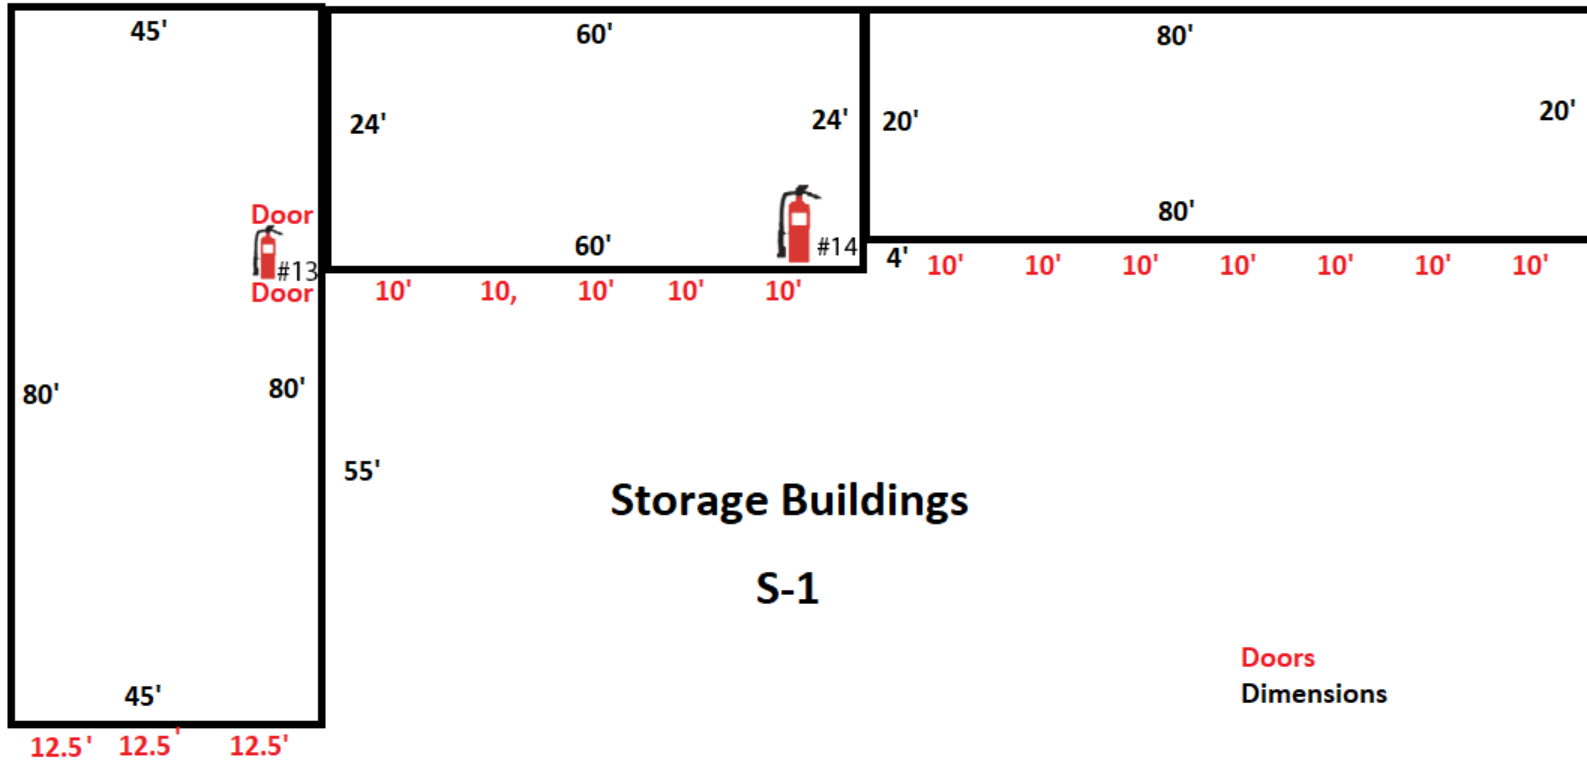 45' 60' 80'
24' 24' 20' 20'
Door
80'
60' #14
4' 10' 10' 10' 10' 10' 10' 10'
#13
Door 10' 10, 10' 10' 10'
80' 80'
55'
Storage Buildings
S-1
Doors
Dimensions
45'
12.5' 12.5' 12.5'